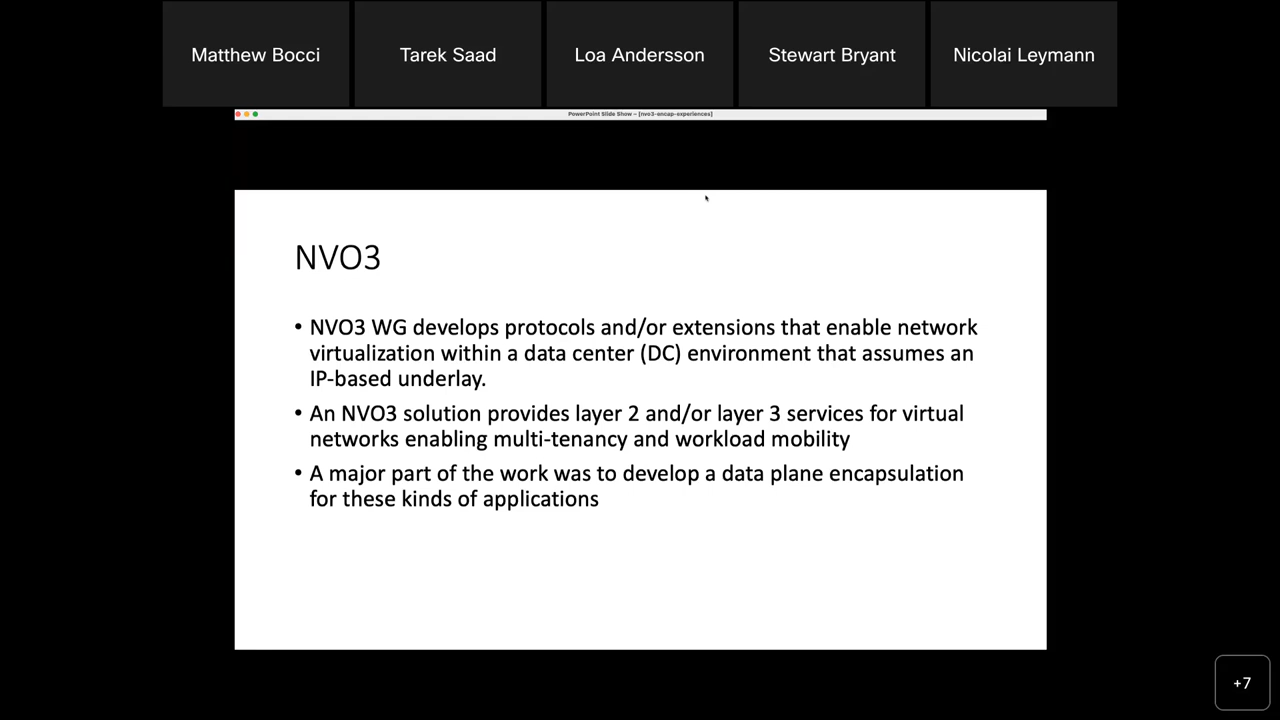 Matthew Bocci
Tarek Saad
Loa Andersson
Stewart Bryant
Nicolai Leymann
PowerPoint Slide Show – [nvo3-encap-experiences]
NVO3
• NVO3 WG develops protocols and/or extensions that enable network
virtualization within a data center (DC) environment that assumes an
IP-based underlay.
• An NVO3 solution provides layer 2 and/or layer 3 services for virtual
networks enabling multi-tenancy and workload mobility
• A major part of the work was to develop a data plane encapsulation
for these kinds of applications
+7